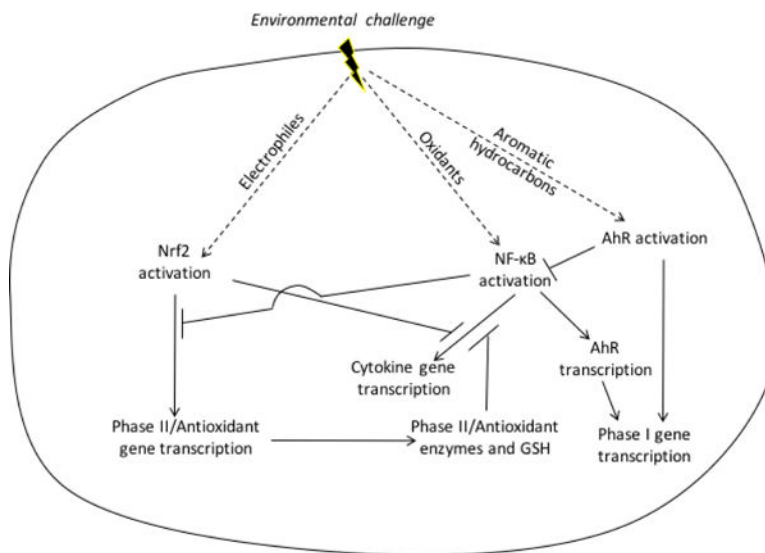 Environmental challenge
Electrophiles
Oxidants
Aromatic
hydrocarbons
Nrf2
activation
NF-κB
activation
AhR activation
Cytokine gene
transcription
AhR
transcription
Phase II/Antioxidant
gene transcription
Phase II/Antioxidant
enzymes and GSH
Phase I gene
transcription